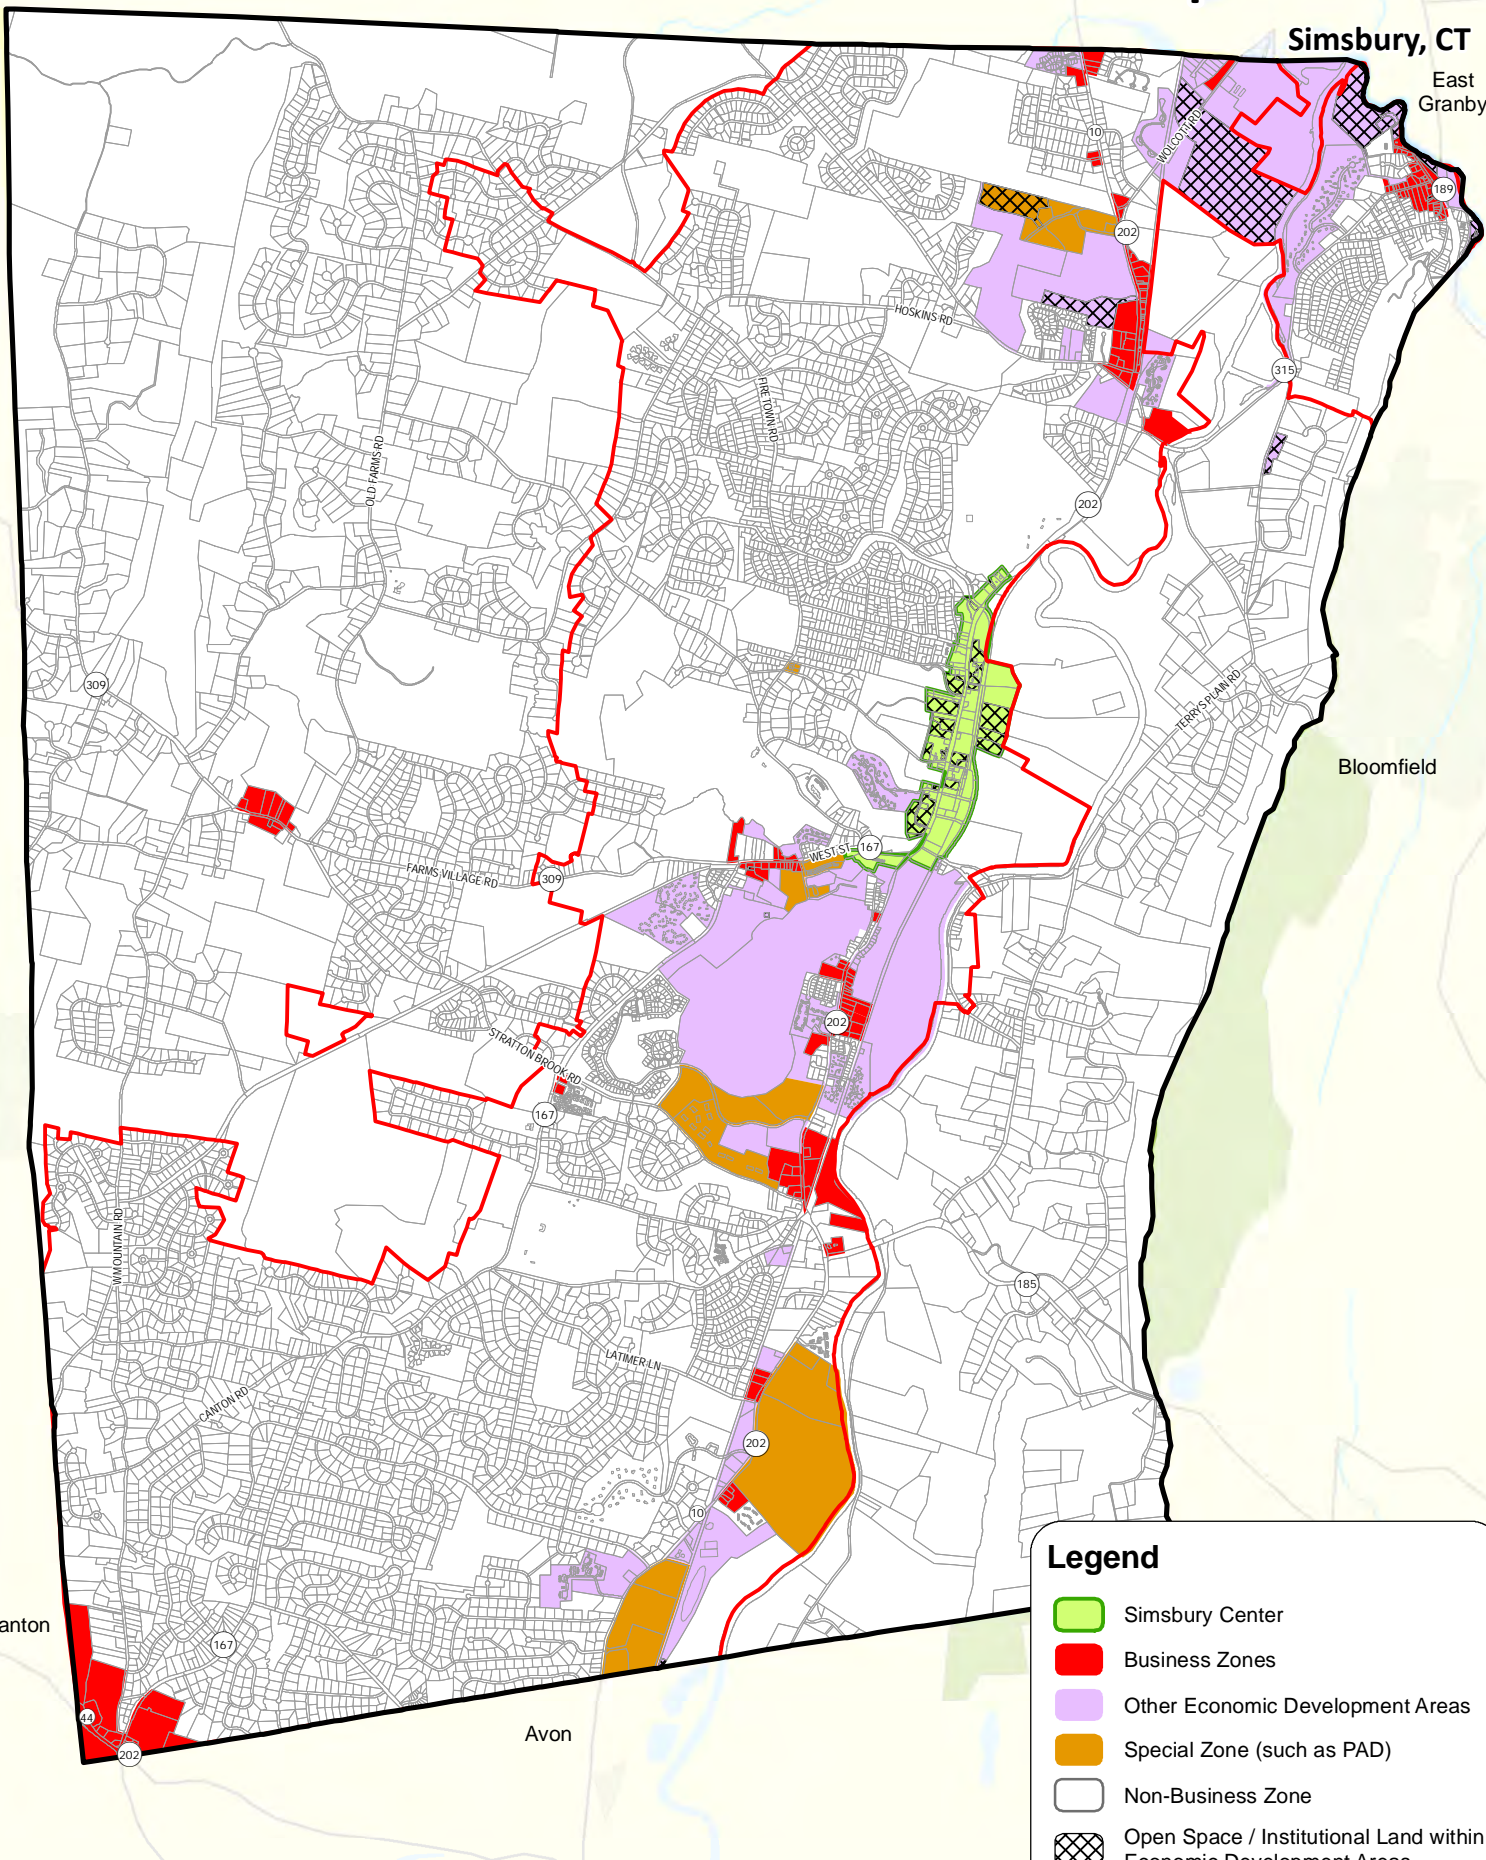 Simsbury, CT
East
Granby
10
WOLCOTT RD
189
202
HOSKINS RD
315
FIRETOWN RD
OLD FARMS RD
202
309
TERRYS PLAIN RD
Bloomfield
WEST ST
167
FARMS VILLAGE RD
309
202
STRATTON BROOK RD
167
W MOUNTAIN RD
185
LATIMER LN
CANTON RD
202
10
Legend
Simsbury Center
anton
167
Business Zones
Other Economic Development Areas
44
Avon
Special Zone (such as PAD)
202
Non-Business Zone
Open Space / Institutional Land within
Economic Development Areas